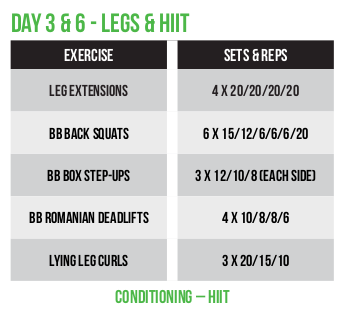 DAY 3 & 6 - LEGS & HIIT
EXERCISE SETS & REPS
LEG EXTENSIONS 4 X 20/20/20/20
BB BACK SQUATS 6 X 15/12/6/6/6/20
BB BOX STEP-UPS 3 X 12/10/8 (EACH SIDE)
BB ROMANIAN DEADLIFTS 4 X 10/8/8/6
LYING LEG CURLS 3 X 20/15/10
CONDITIONING – HIIT